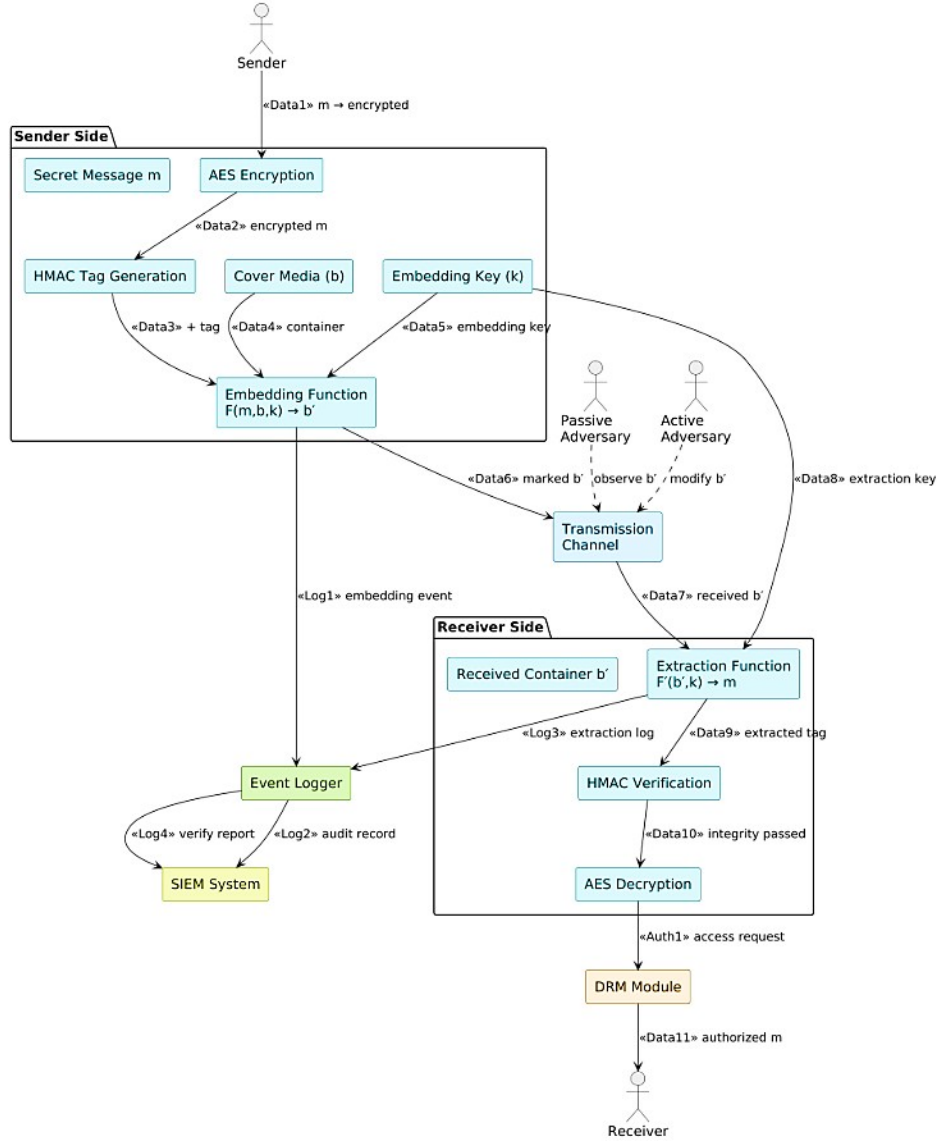 Sender
«Data1» m → encrypted
Sender Side
Secret Message m
AES Encryption
«Data2» encrypted m
HMAC Tag Generation
Cover Media (b)
Embedding Key (k)
«Data3» + tag
«Data4» container
«Data5» embedding key
Embedding Function
F(m,b,k) → b′
Passive
Adversary
Active
Adversary
«Data6» marked b′
observe b′
modify b′
«Data8» extraction key
Transmission
Channel
«Log1» embedding event
«Data7» received b′
Receiver Side
Received Container b′
Extraction Function
F′(b′,k) → m
«Log3» extraction log
«Data9» extracted tag
Event Logger
HMAC Verification
«Log4» verify report
«Log2» audit record
«Data10» integrity passed
SIEM System
AES Decryption
«Auth1» access request
DRM Module
«Data11» authorized m
Receiver